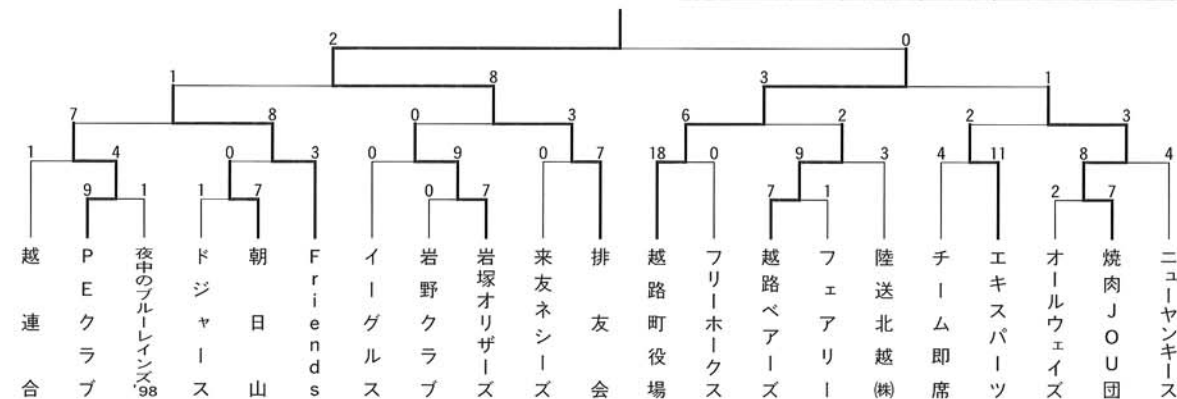 2 0
1 8 3 1
7 8 0 3 6 2 2 3
1 4 0 3 0 9 0 7 18 0 9 3 4 11 8 4
9 1 1 7 0 7 7 1 2 7
越連合
PEクラブ
夜中のブルーレインズ'98
ドジャース
朝日山
Friends
イーグルス
岩野クラブ
岩塚オリザーズ
来友ネシーズ
排友会
越路町役場
フリーホークス
越路ベアーズ
フェアリー
陸送北越㈱
チーム即席
エキスパーツ
オールウェイズ
焼肉JOU団
ニューヤンキース